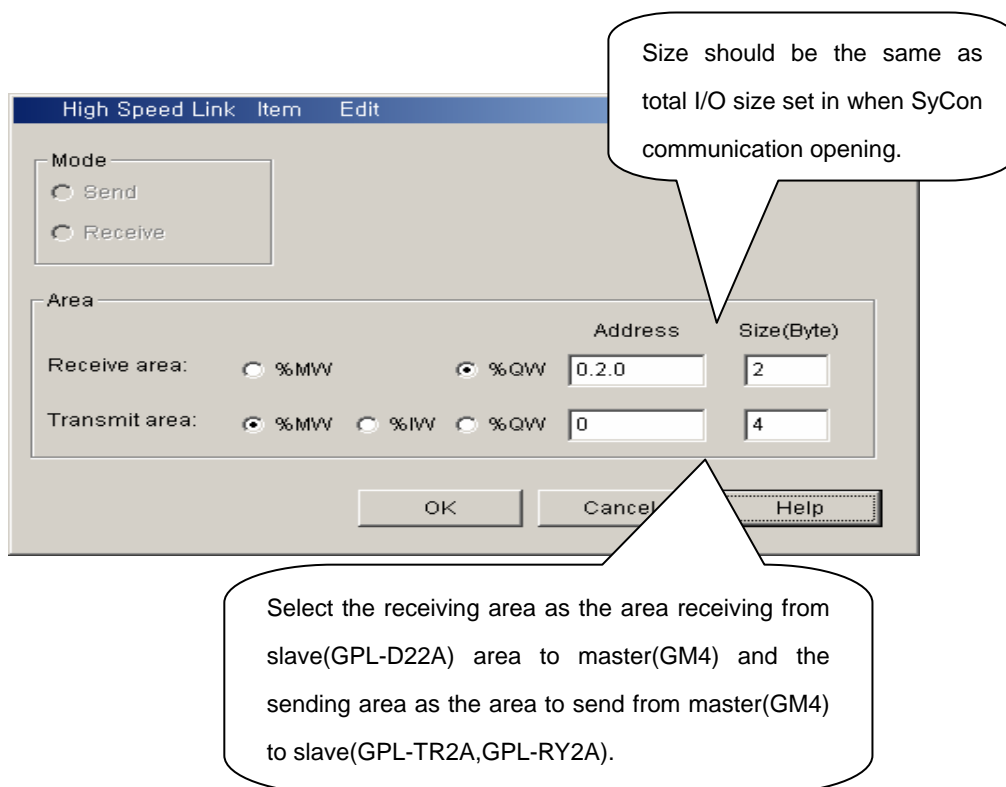 Size should be the same as
total I/O size set in when SyCon
communication opening.
High Speed Link Item Edit
Mode
Send
Receive
Area
Address Size(Byte)
Receive area: %MW %QW 0.2.0 2
Transmit area: %MW %IW %QW 0 4
OK Cancel Help
Select the receiving area as the area receiving from
slave(GPL-D22A) area to master(GM4) and the
sending area as the area to send from master(GM4)
to slave(GPL-TR2A,GPL-RY2A).